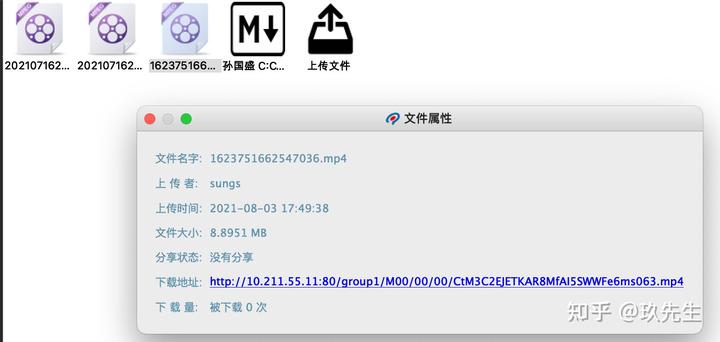 MPEG
MPEG
MPEG
M
202107162...
202107162...
162375166...
孙国盛 C:C...
上传文件
文件属性
文件名字: 1623751662547036.mp4
上 传 者: sungs
上传时间: 2021-08-03 17:49:38
文件大小: 8.8951 MB
分享状态: 没有分享
下载地址: http://10.211.55.11:80/group1/M00/00/00/CtM3C2EJETKAR8MfAI5SWWFe6ms063.mp4
下 载 量: 被下载 0 次
知乎 @玖先生